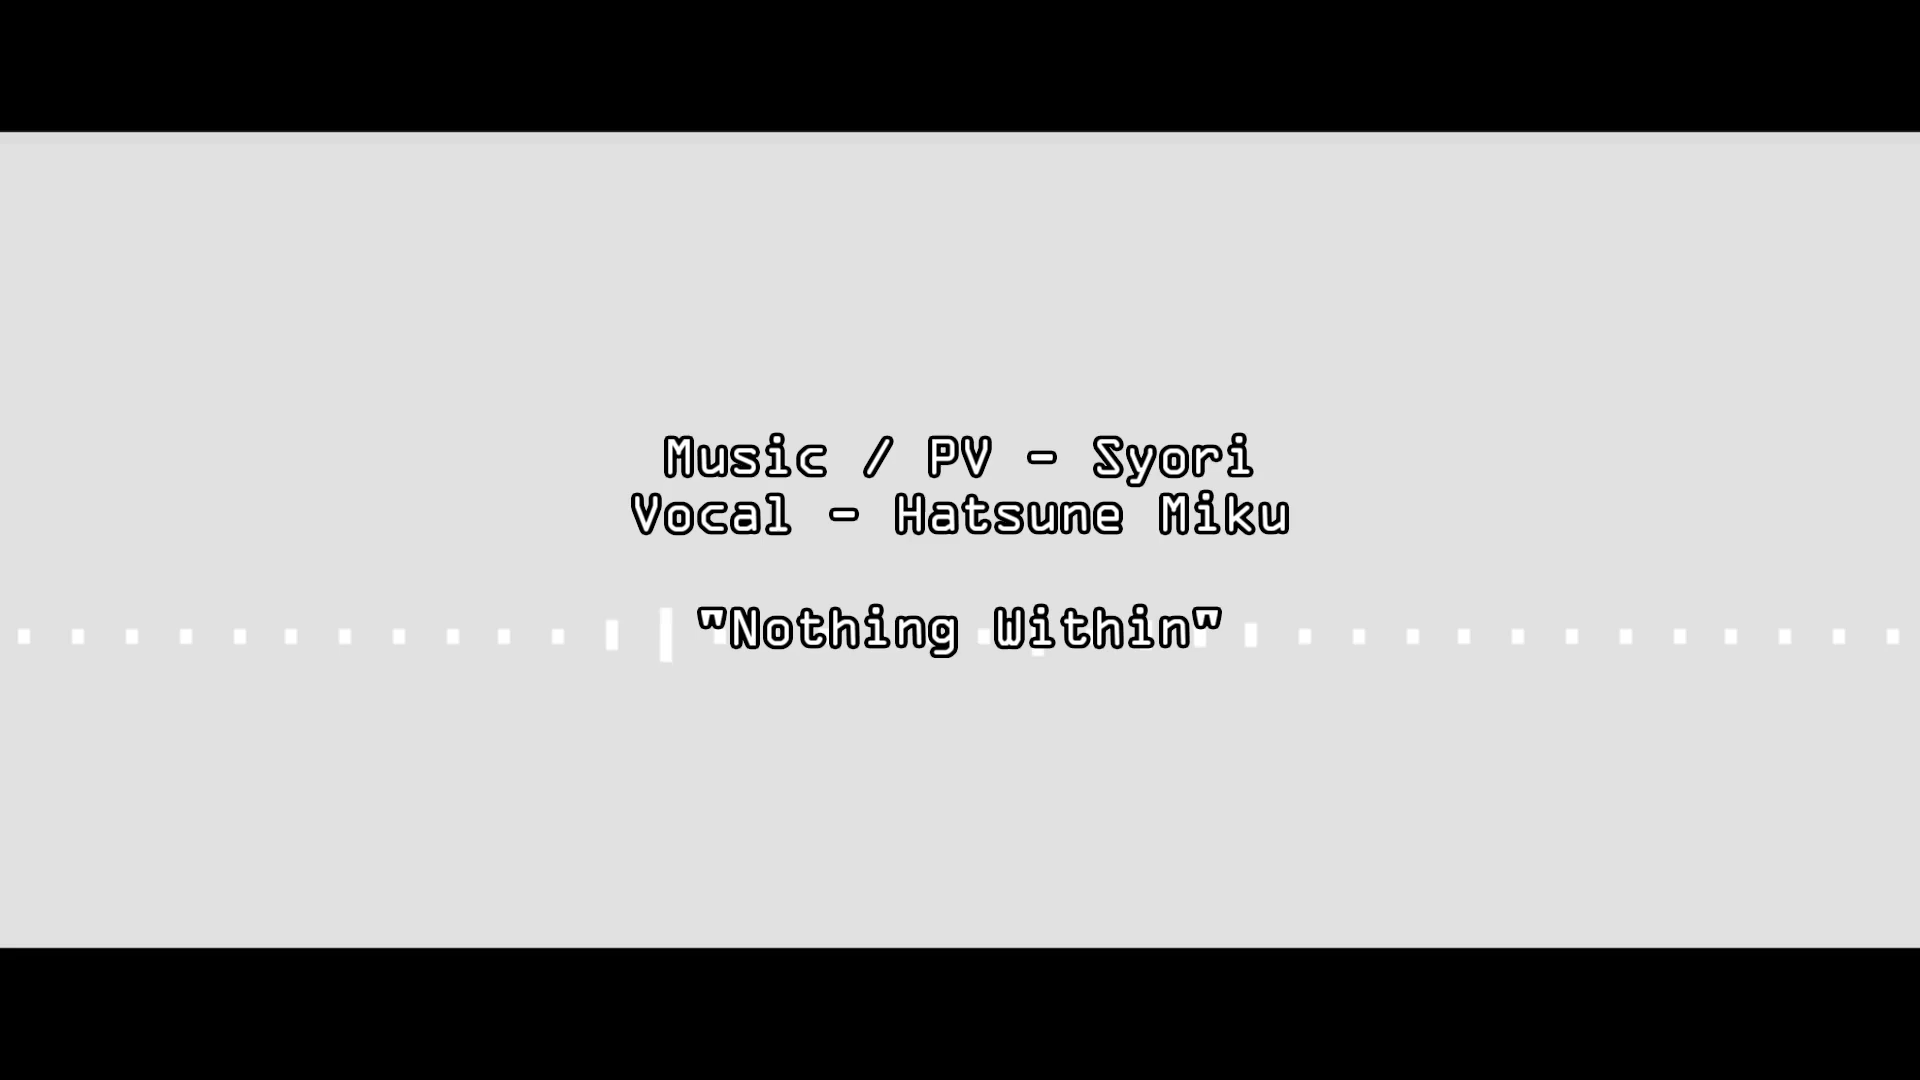 Music / PV - Syori
Vocal - Hatsune Miku
"Nothing Within"